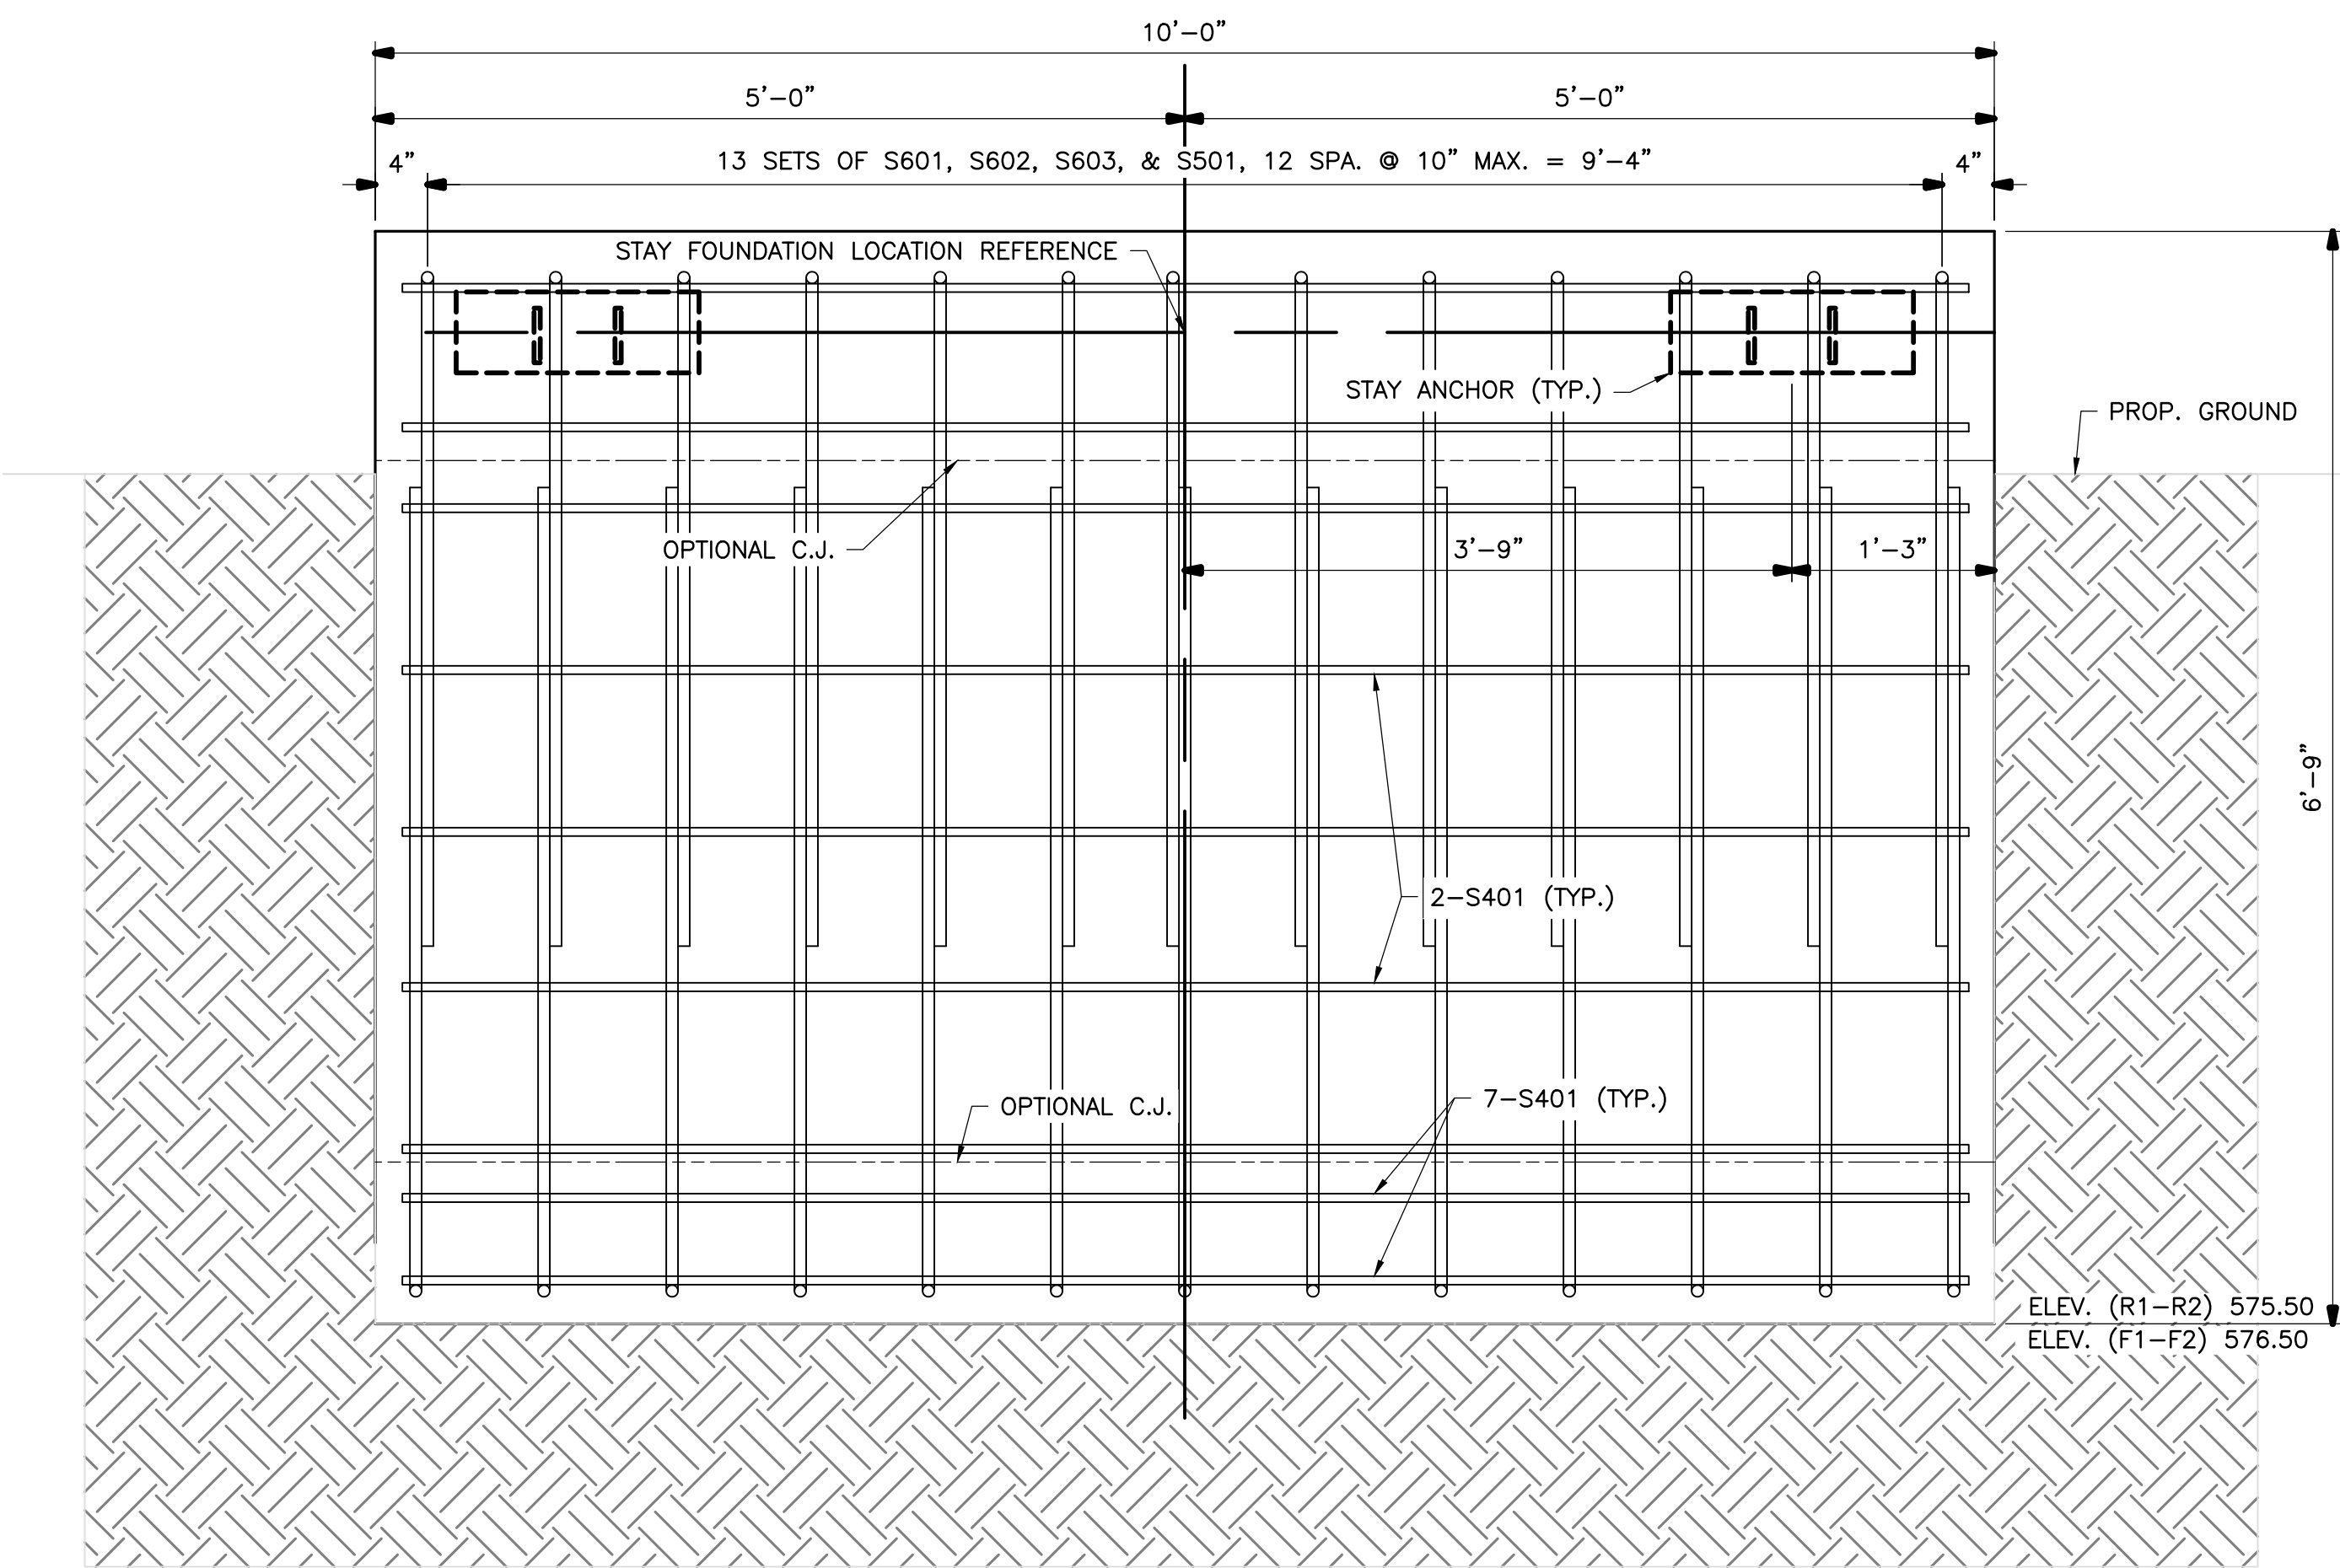 10'-0"
5'-0"
5'-0"
4"
13 SETS OF S601, S602, S603, & S501, 12 SPA. @ 10" MAX. = 9'-4"
4"
STAY FOUNDATION LOCATION REFERENCE
STAY ANCHOR (TYP.)
PROP. GROUND
OPTIONAL C.J.
3'-9"
1'-3"
6'-9"
2-S401 (TYP.)
7-S401 (TYP.)
OPTIONAL C.J.
ELEV. (R1-R2) 575.50
ELEV. (F1-F2) 576.50